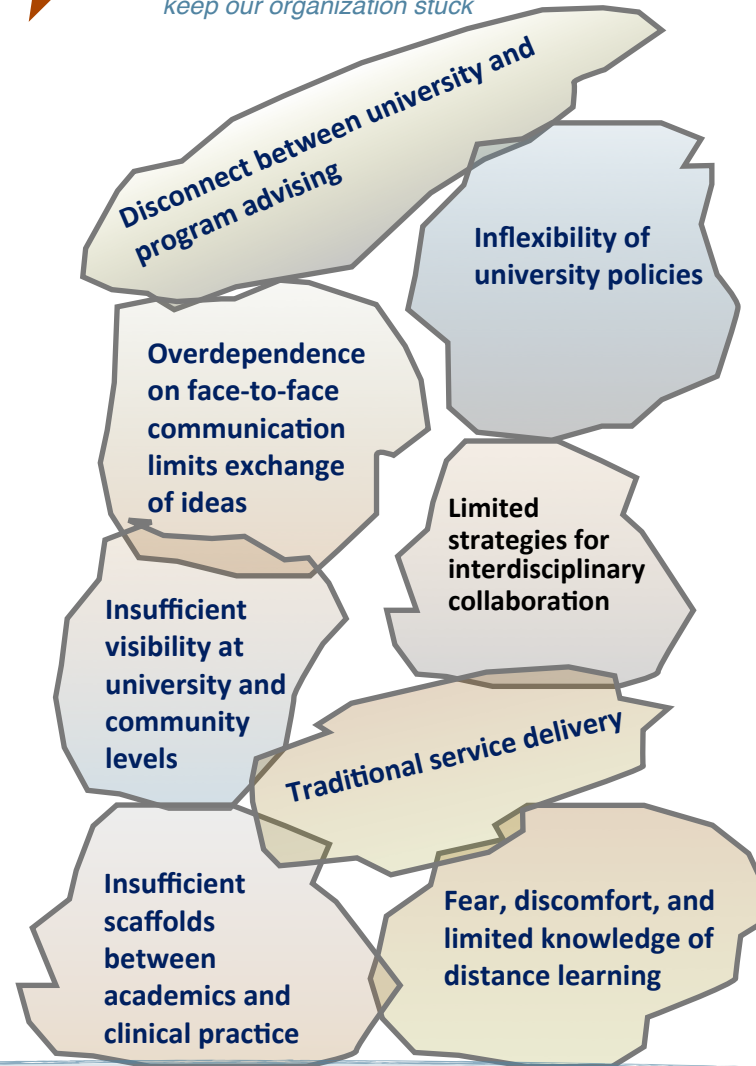 keep our organization stuck
Disconnect between university and
program advising
Inflexibility of
university policies
Overdependence
on face-to-face
communication
limits exchange
of ideas
Limited
strategies for
interdisciplinary
collaboration
Insufficient
visibility at
university and
community
levels
Traditional service delivery
Insufficient
scaffolds
between
academics and
clinical practice
Fear, discomfort, and
limited knowledge of
distance learning